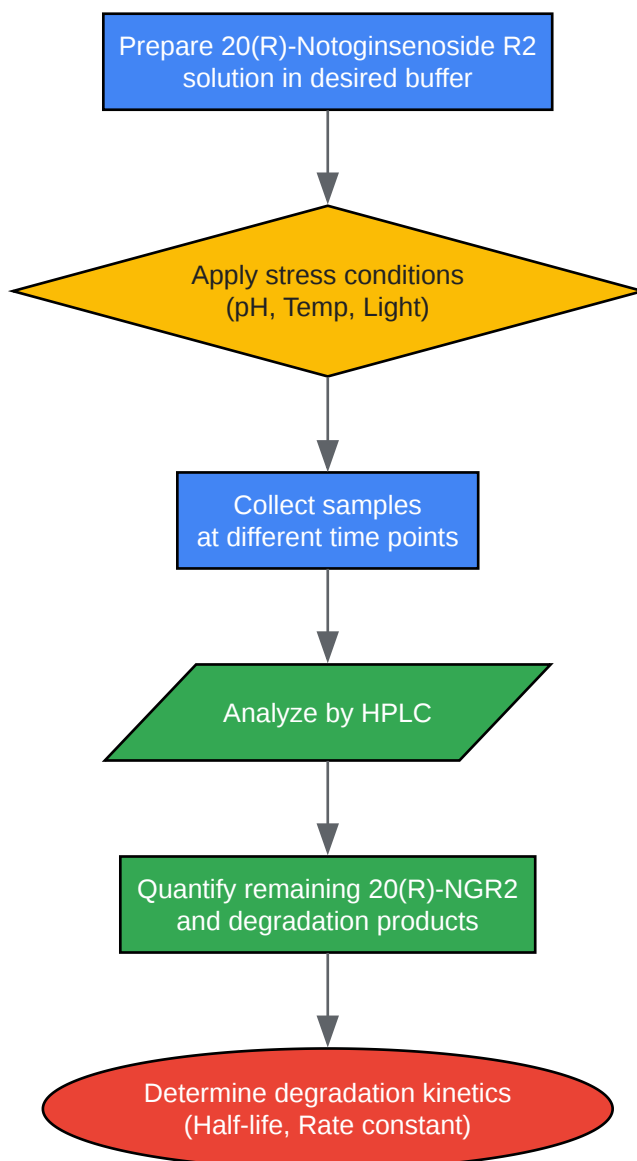 Prepare 20(R)-Notoginsenoside R2
solution in desired buffer
Apply stress conditions
(pH, Temp, Light)
Collect samples
at different time points
Analyze by HPLC
Quantify remaining 20(R)-NGR2
and degradation products
Determine degradation kinetics
(Half-life, Rate constant)